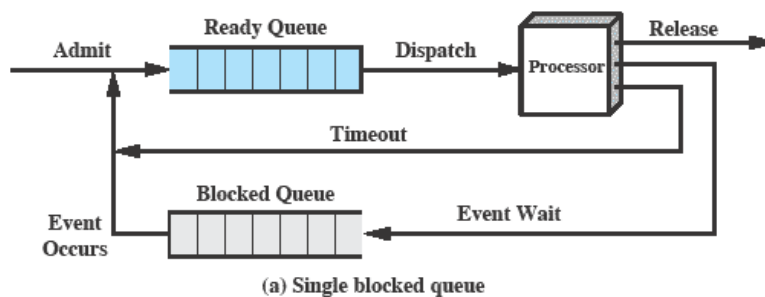 Ready Queue
Admit
Dispatch
Release
Processor
Timeout
Blocked Queue
Event Wait
Event
Occurs
(a) Single blocked queue